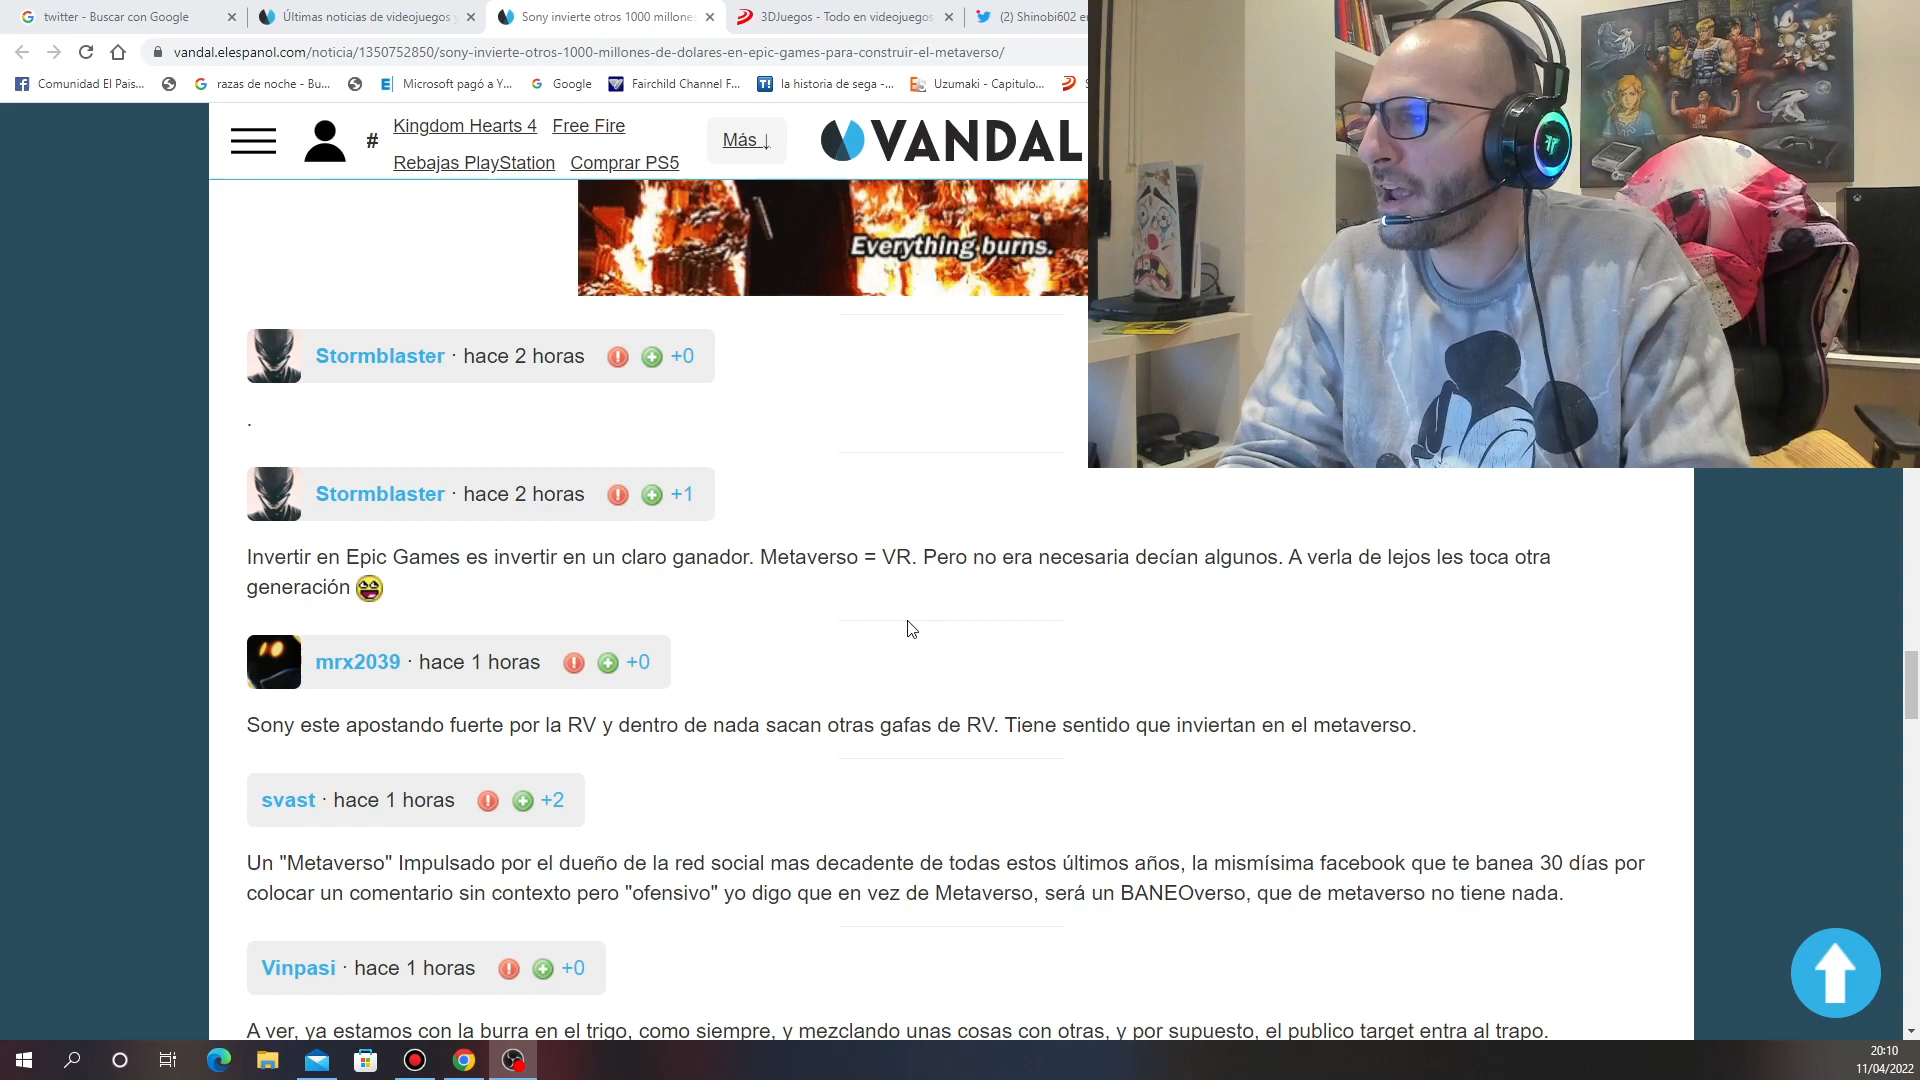 twitter - Buscar con Google
Últimas noticias de videojuegos y
Sony invierte otros 1000 millone
3DJuegos - Todo en videojuegos
(2) Shinobi602 en
vandal.elespanol.com/noticia/1350752850/sony-invierte-otros-1000-millones-de-dolares-en-epic-games-para-construir-el-metaverso/
Comunidad El Pais...
razas de noche - Bu...
Microsoft pagó a Y...
Google
Fairchild Channel F...
la historia de sega -...
Uzumaki - Capitulo...
# Kingdom Hearts 4 Free Fire
Rebajas PlayStation Comprar PS5
Más ↓
VANDAL
Everything burns.
Stormblaster · hace 2 horas +0
.
Stormblaster · hace 2 horas +1
Invertir en Epic Games es invertir en un claro ganador. Metaverso = VR. Pero no era necesaria decían algunos. A verla de lejos les toca otra
generación
mrx2039 · hace 1 horas +0
Sony este apostando fuerte por la RV y dentro de nada sacan otras gafas de RV. Tiene sentido que inviertan en el metaverso.
svast · hace 1 horas +2
Un "Metaverso" Impulsado por el dueño de la red social mas decadente de todas estos últimos años, la mismísima facebook que te banea 30 días por
colocar un comentario sin contexto pero "ofensivo" yo digo que en vez de Metaverso, será un BANEOverso, que de metaverso no tiene nada.
Vinpasi · hace 1 horas +0
A ver, ya estamos con la burra en el trigo, como siempre, y mezclando unas cosas con otras, y por supuesto, el publico target entra al trapo.
20:10
11/04/2022